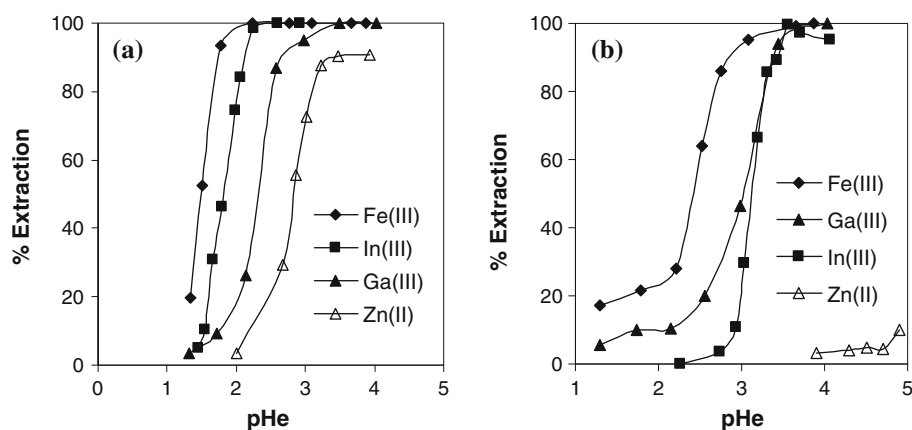 (a)
% Extraction
100
80
60
40
20
0
0 1 2 3 4 5
pHe
Fe(III)
In(III)
Ga(III)
Zn(II)
(b)
% Extraction
100
80
60
40
20
0
1 2 3 4 5
pHe
Fe(III)
Ga(III)
In(III)
Zn(II)